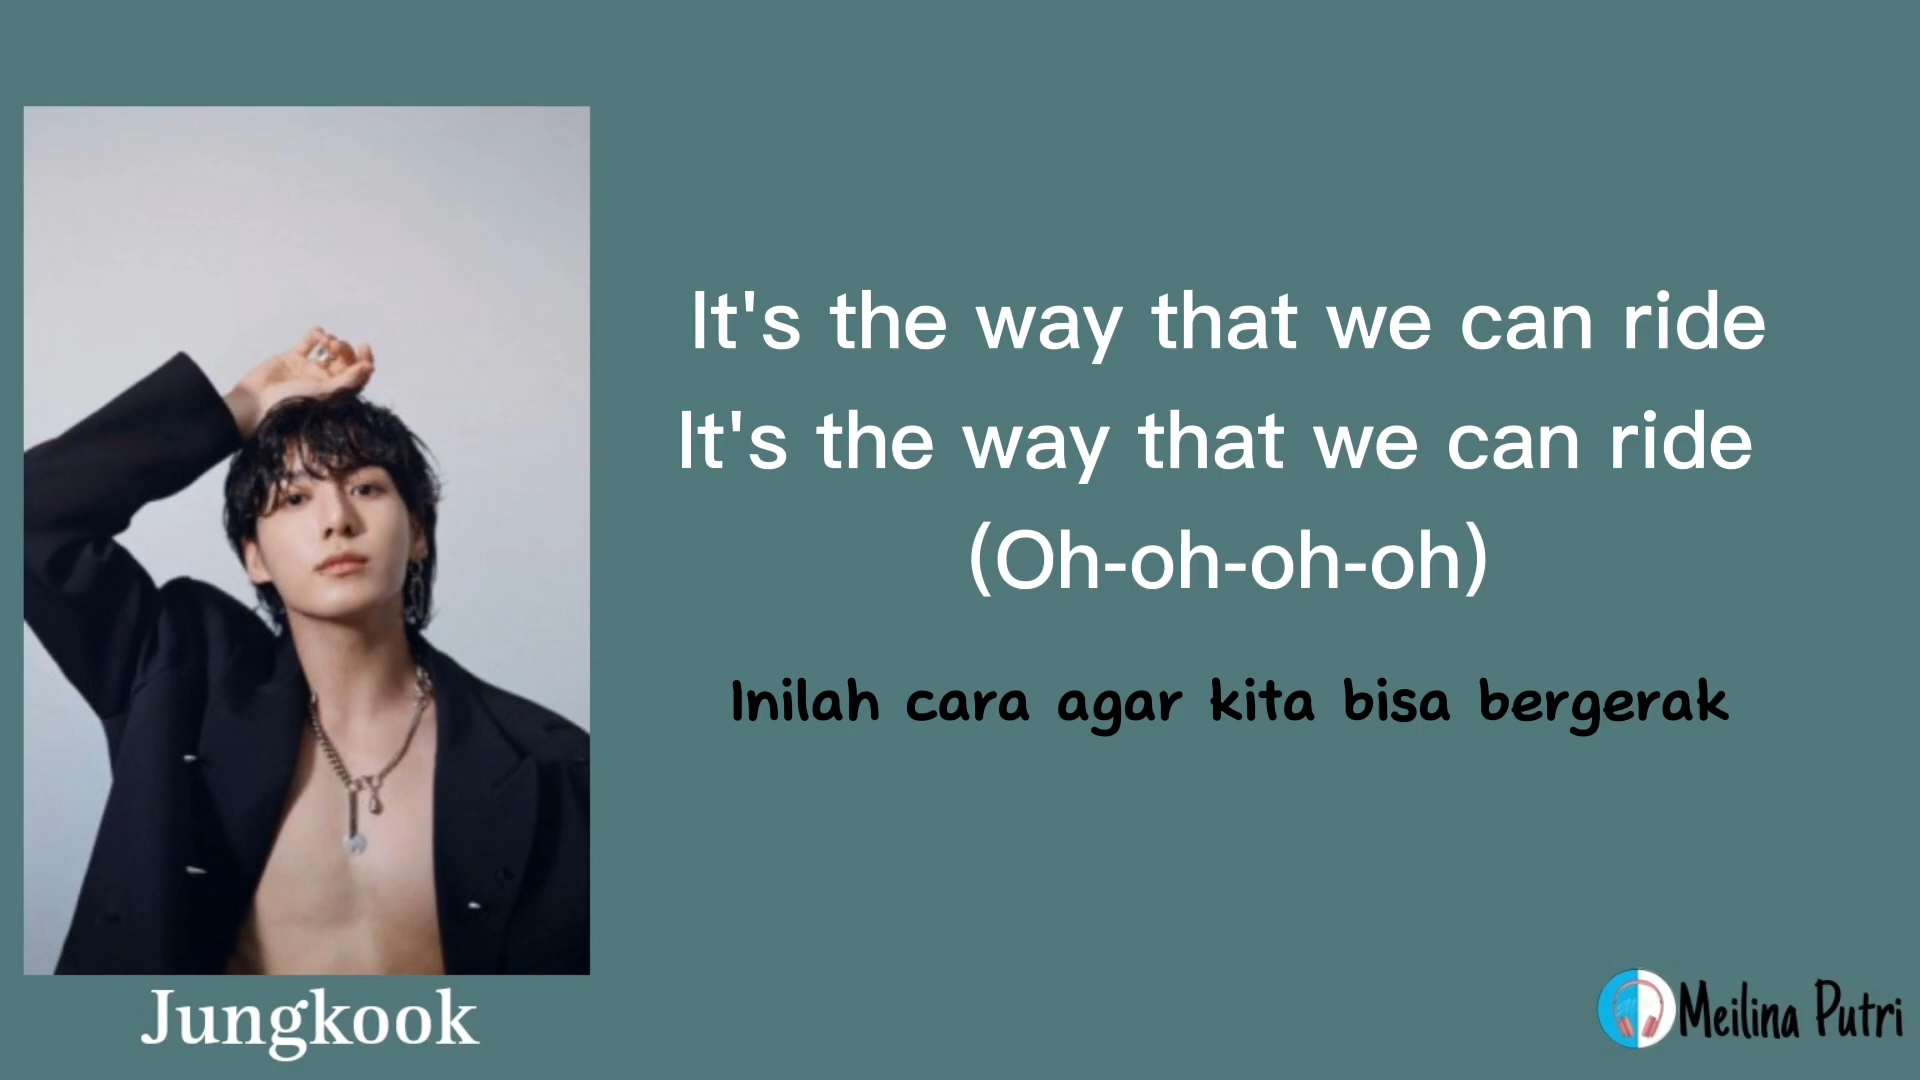 It's the way that we can ride
It's the way that we can ride
(Oh-oh-oh-oh)
Inilah cara agar kita bisa bergerak
Jungkook
Meilina Putri